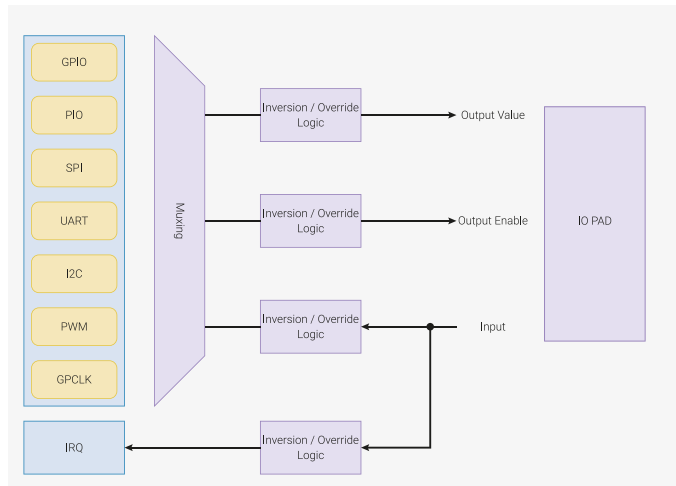 GPIO
PIO
SPI
UART
I2C
PWM
GPCLK
IRQ
Muxing
Inversion / Override
Logic
Output Value
Inversion / Override
Logic
Output Enable
Inversion / Override
Logic
Input
Inversion / Override
Logic
IO PAD